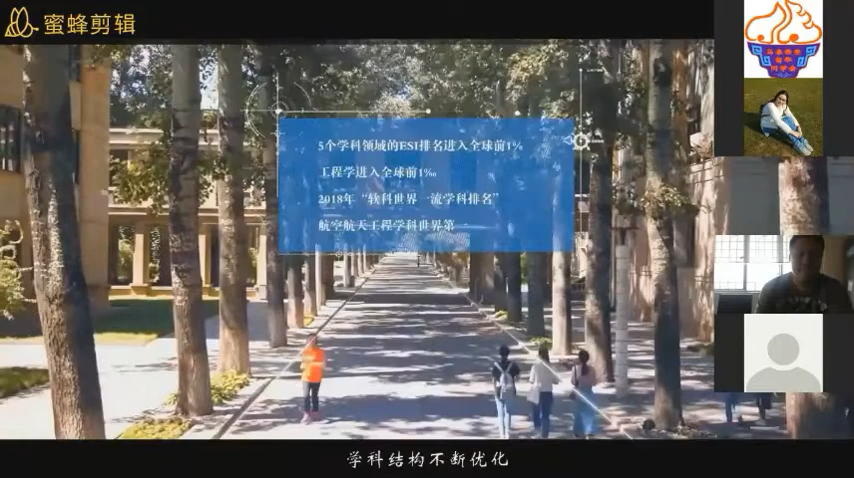 蜜蜂剪辑
5个学科领域的ESI排名进入全球前1%
工程学进入全球前1‰
2018年“软科世界一流学科排名”
航空航天工程学科世界第一
学科结构不断优化